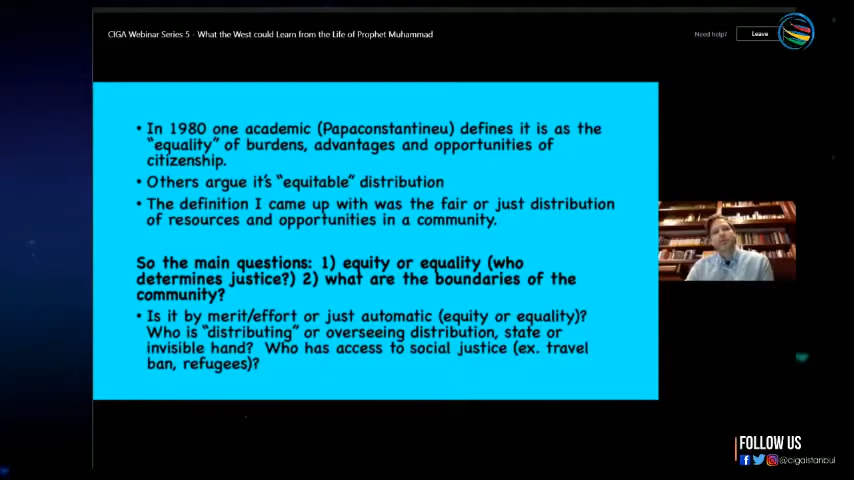 CIGA Webinar Series 5 - What the West could Learn from the Life of Prophet Muhammad
Need help?
Leave
• In 1980 one academic (Papaconstantineu) defines it is as the
"equality" of burdens, advantages and opportunities of
citizenship.
• Others argue it's "equitable" distribution
• The definition I came up with was the fair or just distribution
of resources and opportunities in a community.
So the main questions: 1) equity or equality (who
determines justice?) 2) what are the boundaries of the
community?
• Is it by merit/effort or just automatic (equity or equality)?
Who is "distributing" or overseeing distribution, state or
invisible hand? Who has access to social justice (ex. travel
ban, refugees)?
FOLLOW US
@cigaistanbul